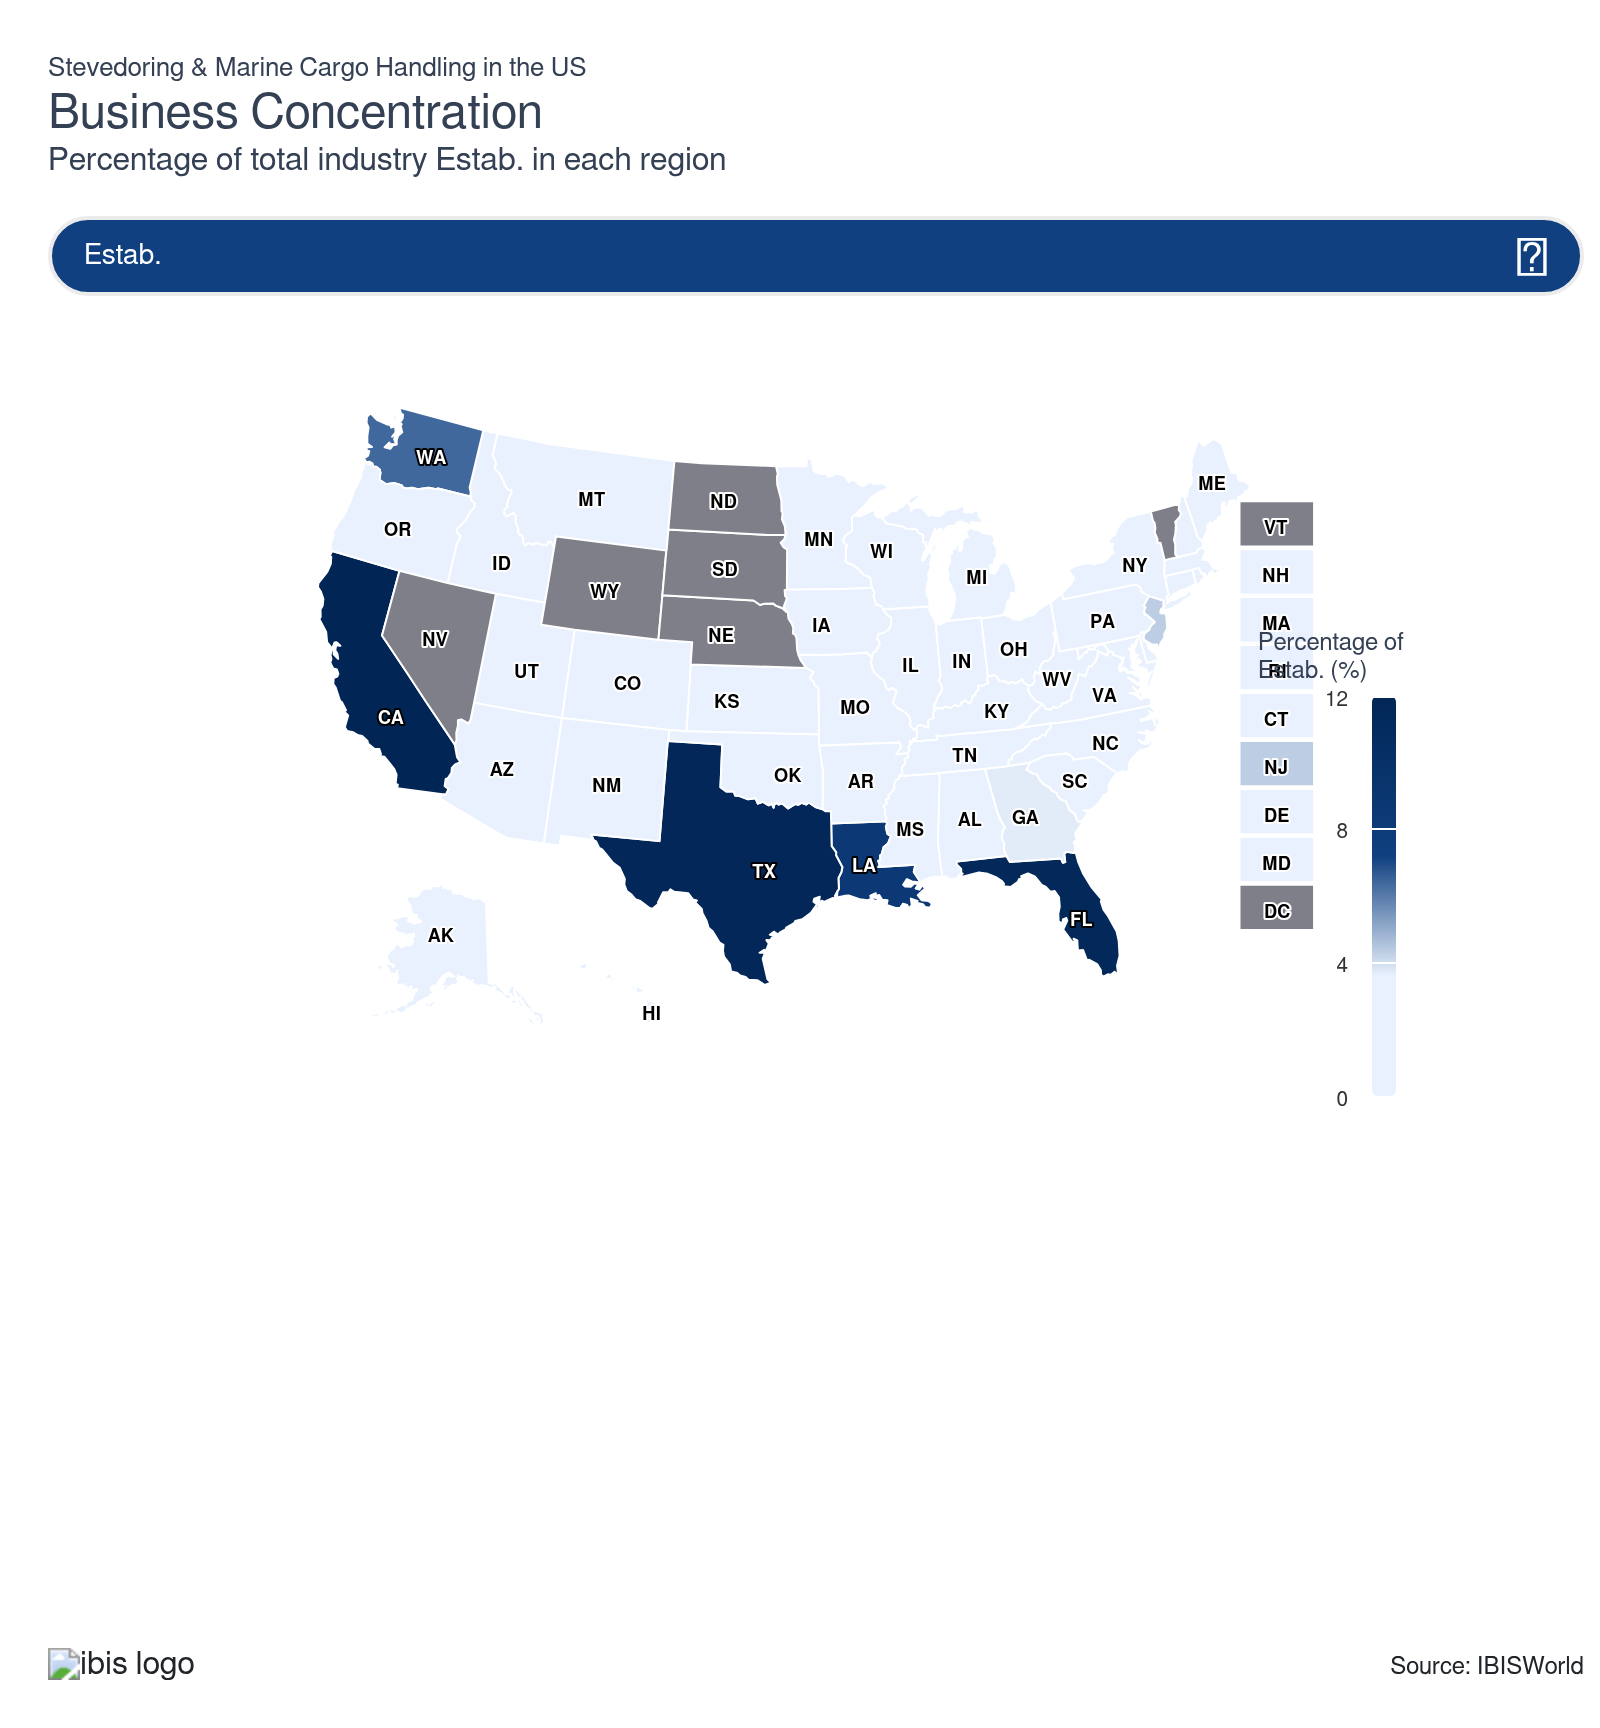 Stevedoring & Marine Cargo Handling in the US
Business Concentration
Percentage of total industry Estab. in each region
Estab.
WA
MT
ND
ME
OR
MN
VT
ID
SD
WI
NY
NH
WY
MI
NV
NE
IA
PA
MA
Percentage of
Estab. (%)
UT
CO
IL
IN
OH
WV
RI
CA
KS
MO
KY
VA
12
CT
AZ
NM
OK
AR
TN
NC
SC
NJ
TX
LA
MS
AL
GA
DE
8
MD
FL
DC
AK
4
HI
0
ibis logo
Source: IBISWorld